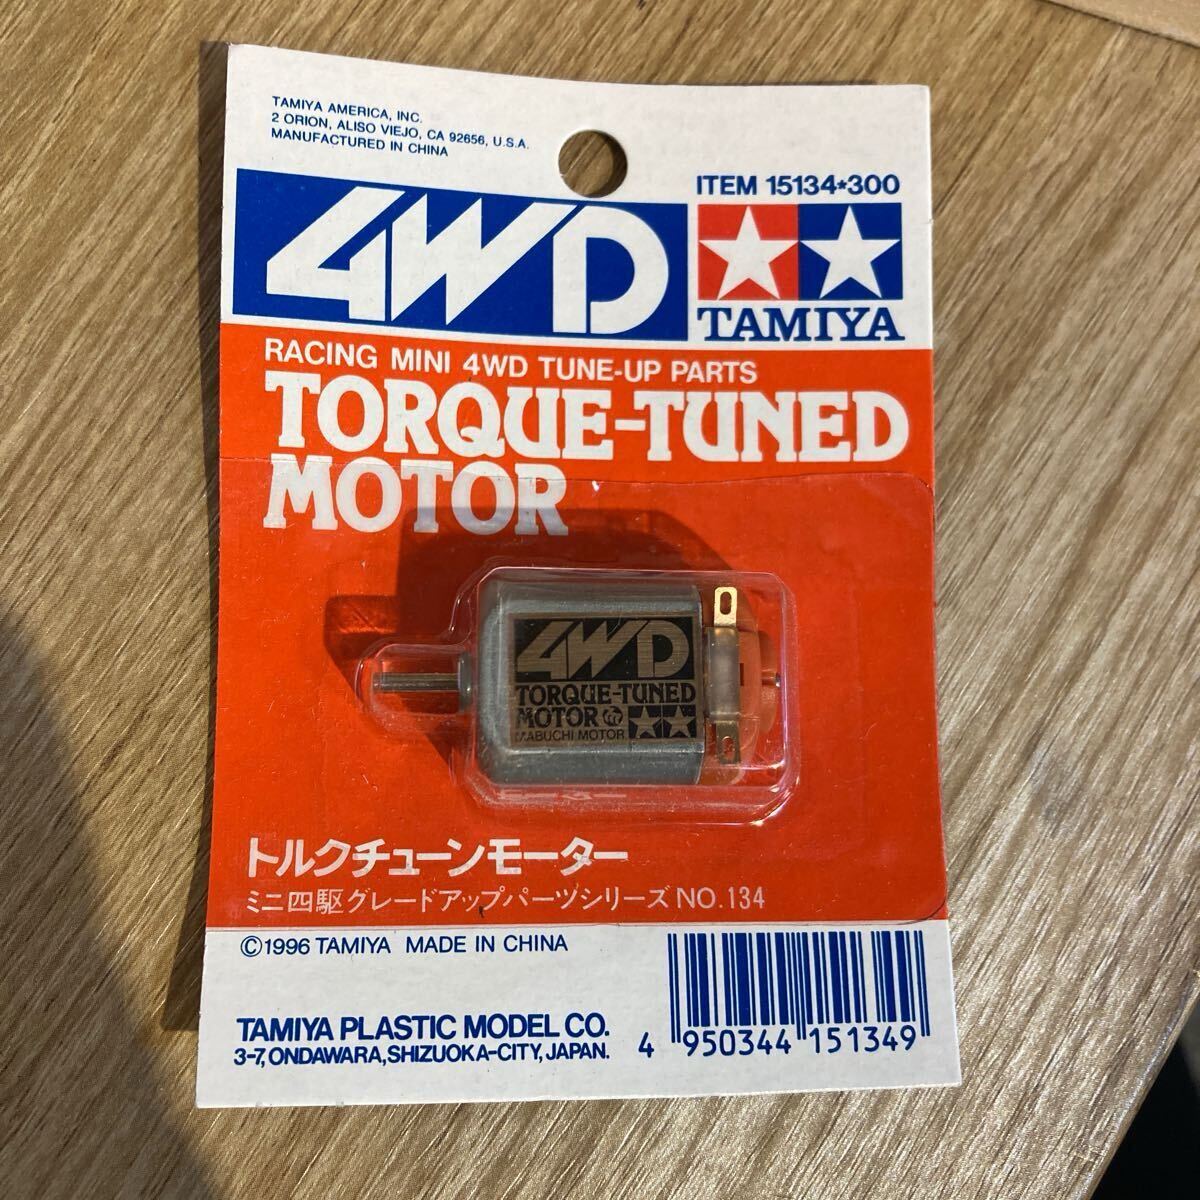 TAMIYA AMERICA, INC.
2 ORION, ALISO VIEJO, CA 92656, U.S.A.
MANUFACTURED IN CHINA
ITEM 15134*300
4WD
TAMIYA
RACING MINI 4WD TUNE-UP PARTS
TORQUE-TUNED
MOTOR
4WD
TORQUE-TUNED
MOTOR
MABUCHI MOTOR
トルクチューンモーター
ミニ四駆グレードアップパーツシリーズNO.134
©1996 TAMIYA MADE IN CHINA
TAMIYA PLASTIC MODEL CO.
3-7, ONDAWARA, SHIZUOKA-CITY, JAPAN.
4 950344 151349